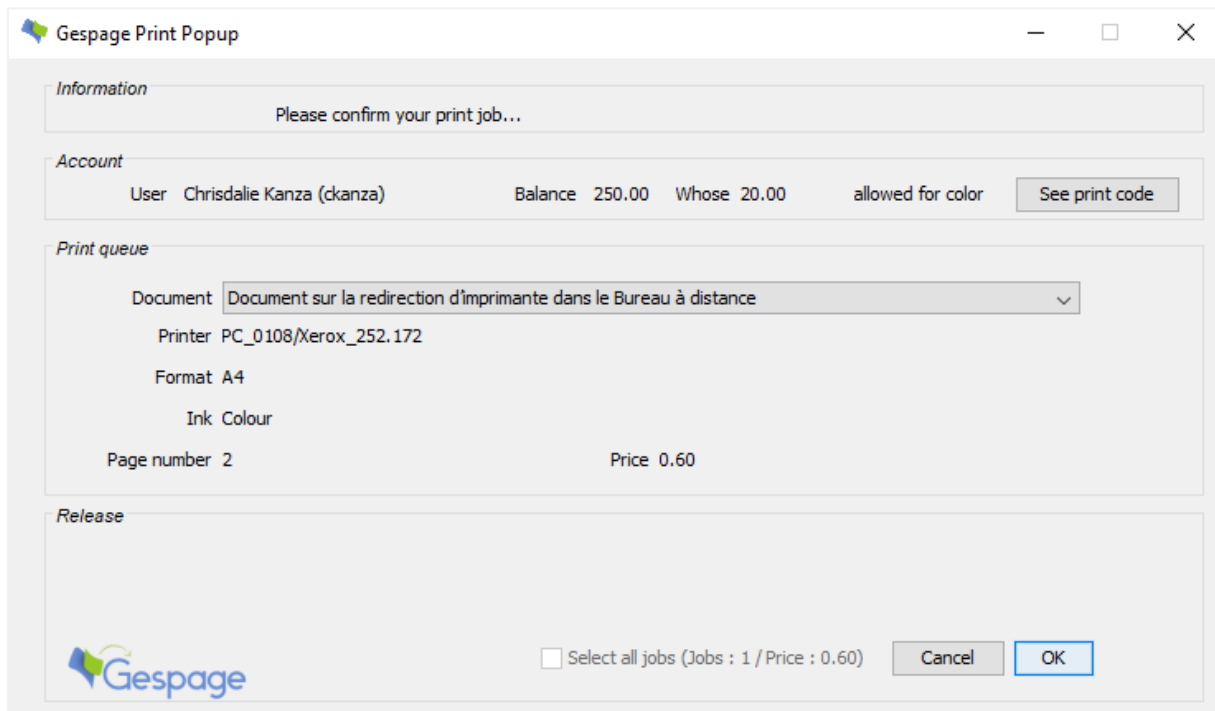 Gespage Print Popup
Information
Please confirm your print job...
Account
User Chrisdalie Kanza (ckanza) Balance 250.00 Whose 20.00 allowed for color See print code
Print queue
Document Document sur la redirection d'imprimante dans le Bureau à distance
Printer PC_0108/Xerox_252.172
Format A4
Ink Colour
Page number 2 Price 0.60
Release
Gespage Select all jobs (Jobs : 1 / Price : 0.60) Cancel OK